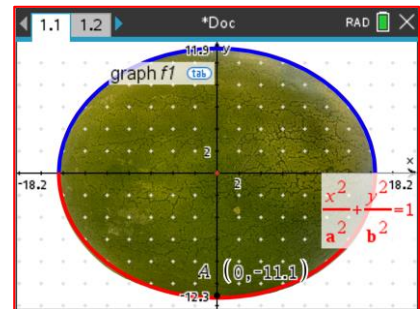 1.1 1.2 *Doc RAD
11.9 y
graph f1 tab
2
x
-18.2 2 18.2
x²/a² + y²/b² = 1
A (0,-11.1)
-12.3